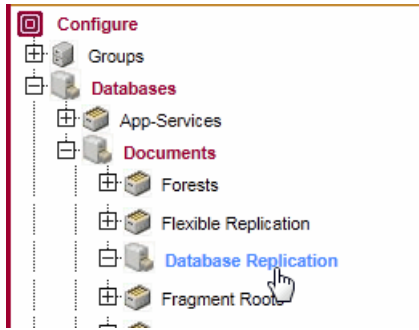 Configure
Groups
Databases
App-Services
Documents
Forests
Flexible Replication
Database Replication
Fragment Roots